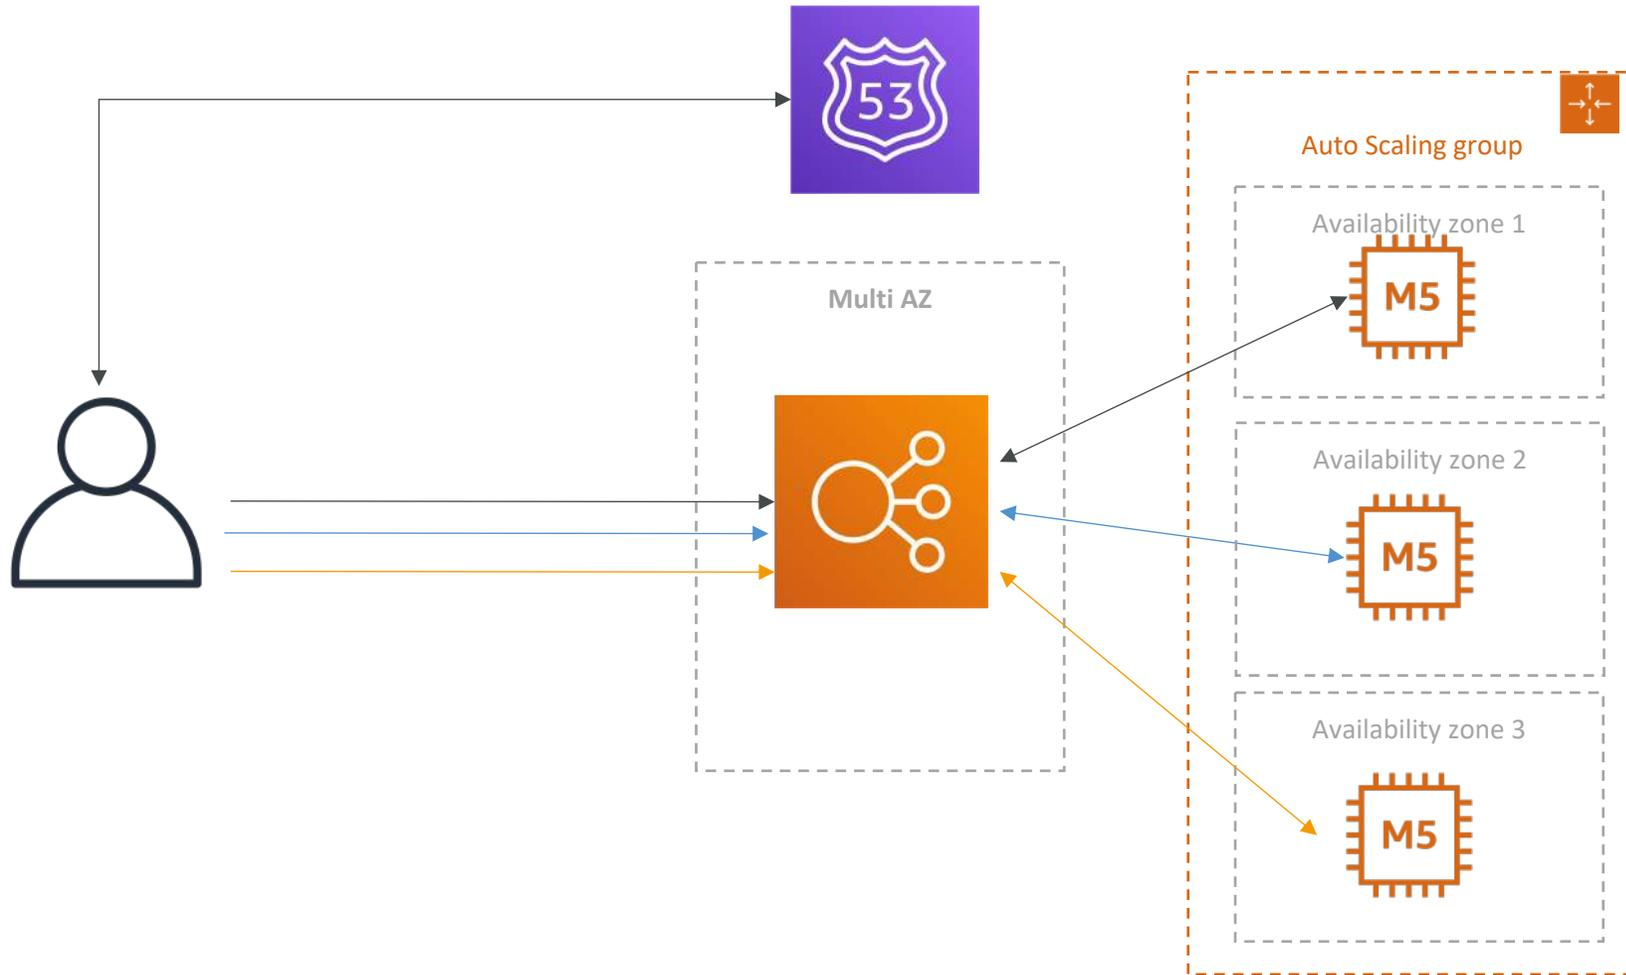 53
Auto Scaling group
Availability zone 1
M5
Multi AZ
Availability zone 2
M5
Availability zone 3
M5